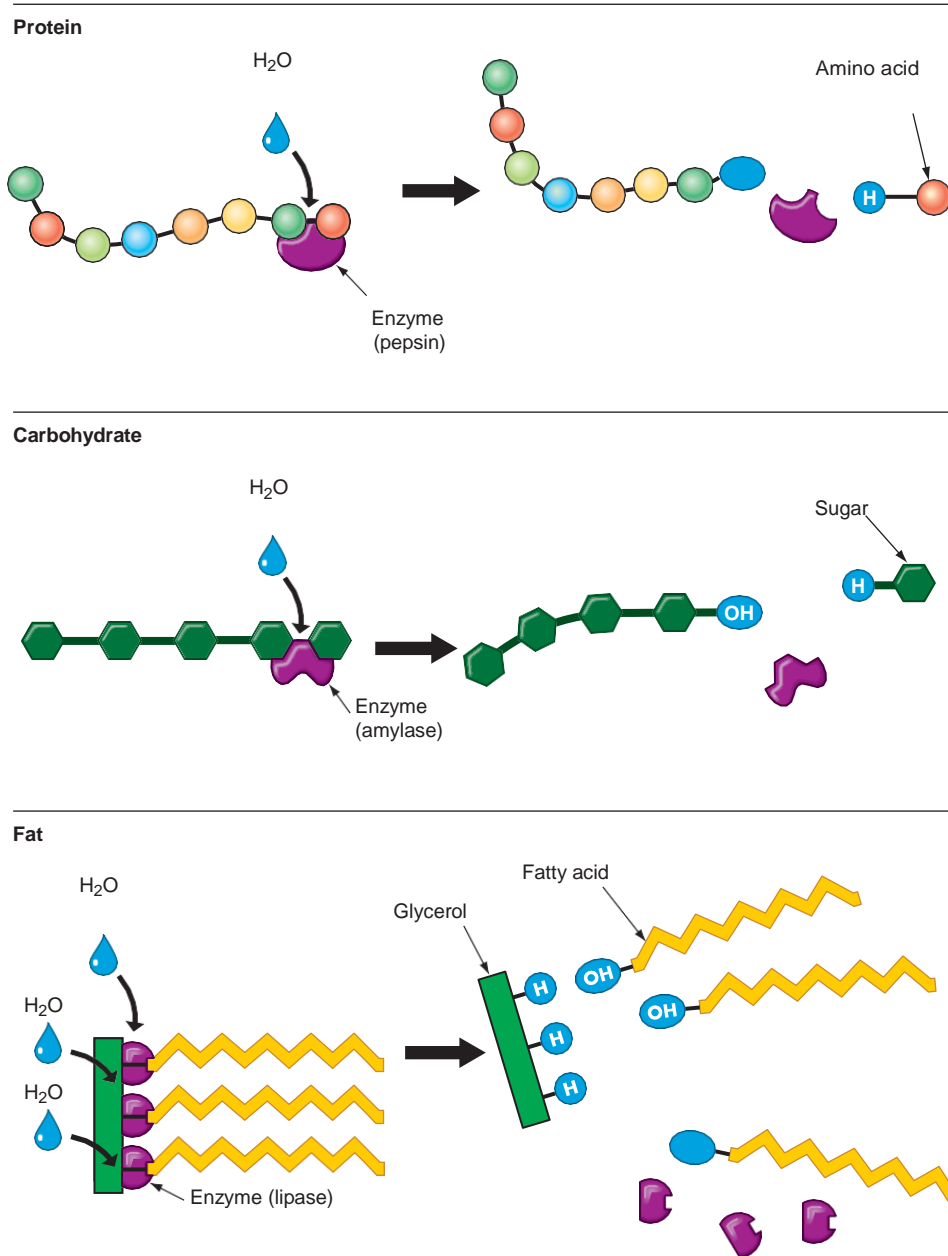 Protein
H₂O
Amino acid
H
Enzyme
(pepsin)
Carbohydrate
H₂O
Sugar
H
OH
Enzyme
(amylase)
Fat
H₂O
Fatty acid
Glycerol
H
OH
H₂O
OH
H
H₂O
H
Enzyme (lipase)